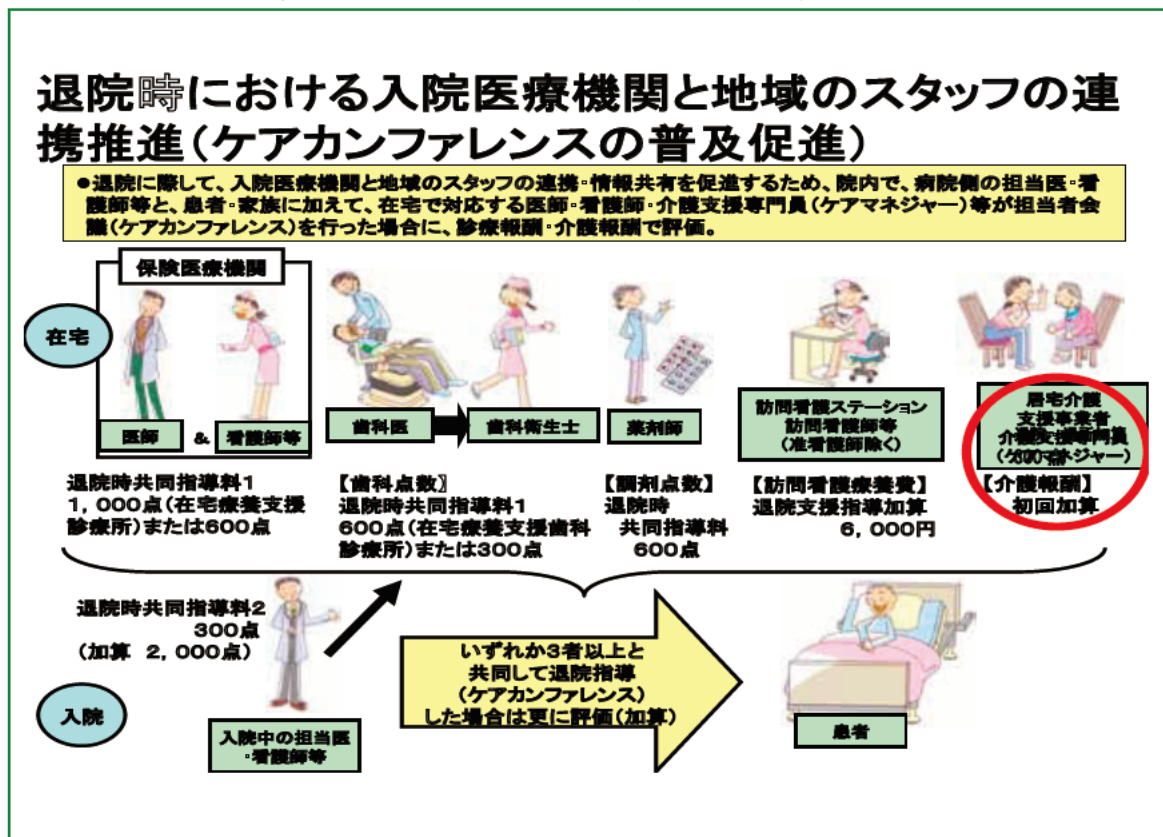 退院時における入院医療機関と地域のスタッフの連
携推進(ケアカンファレンスの普及促進)
●退院に際して、入院医療機関と地域のスタッフの連携・情報共有を促進するため、院内で、病院側の担当医・看
護師等と、患者・家族に加えて、在宅で対応する医師・看護師・介護支援専門員(ケアマネジャー)等が担当者会
議(ケアカンファレンス)を行った場合に、診療報酬・介護報酬で評価。
保険医療機関
在宅
医師
&
看護師等
歯科医
歯科衛生士
薬剤師
訪問看護ステーション
訪問看護師等
(准看護師除く)
居宅介護
支援事業者
介護支援専門員
(ケアマネジャー)
退院時共同指導料1
1,000点(在宅療養支援
診療所)または600点
【歯科点数】
退院時共同指導料1
600点(在宅療養支援歯科
診療所)または300点
【調剤点数】
退院時
共同指導料
600点
【訪問看護療養費】
退院支援指導加算
6,000円
【介護報酬】
初回加算
退院時共同指導料2
300点
(加算 2,000点)
いずれか3者以上と
共同して退院指導
(ケアカンファレンス)
した場合は更に評価(加算)
入院
入院中の担当医
・看護師等
患者